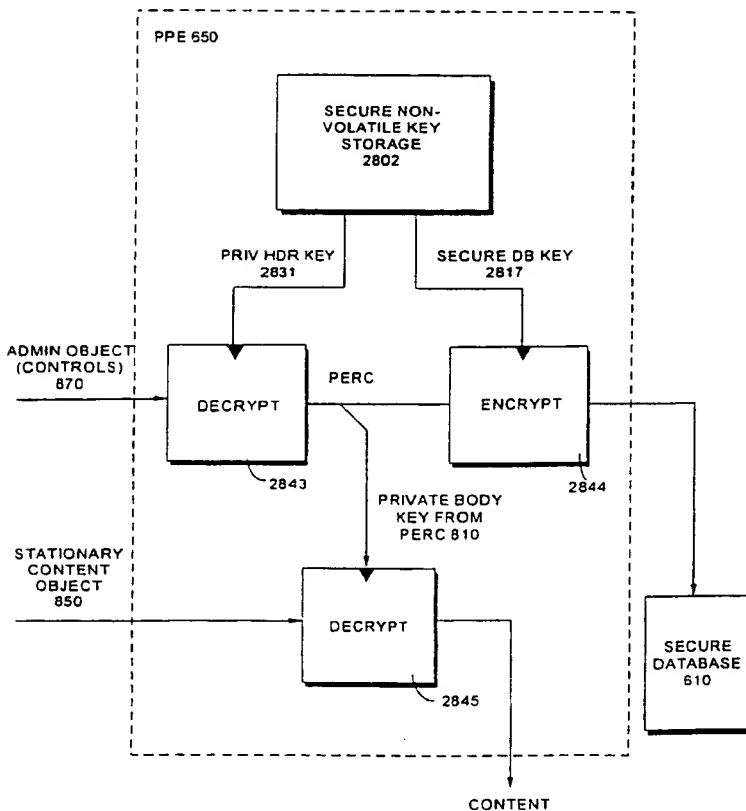 PPE 650
SECURE NON-
VOLATILE KEY
STORAGE
2802
PRIV HDR KEY
2831
SECURE DB KEY
2817
ADMIN OBJECT
(CONTROLS)
870
DECRYPT
2843
PERC
ENCRYPT
2844
PRIVATE BODY
KEY FROM
PERC 810
STATIONARY
CONTENT
OBJECT
850
DECRYPT
2845
SECURE
DATABASE
610
CONTENT